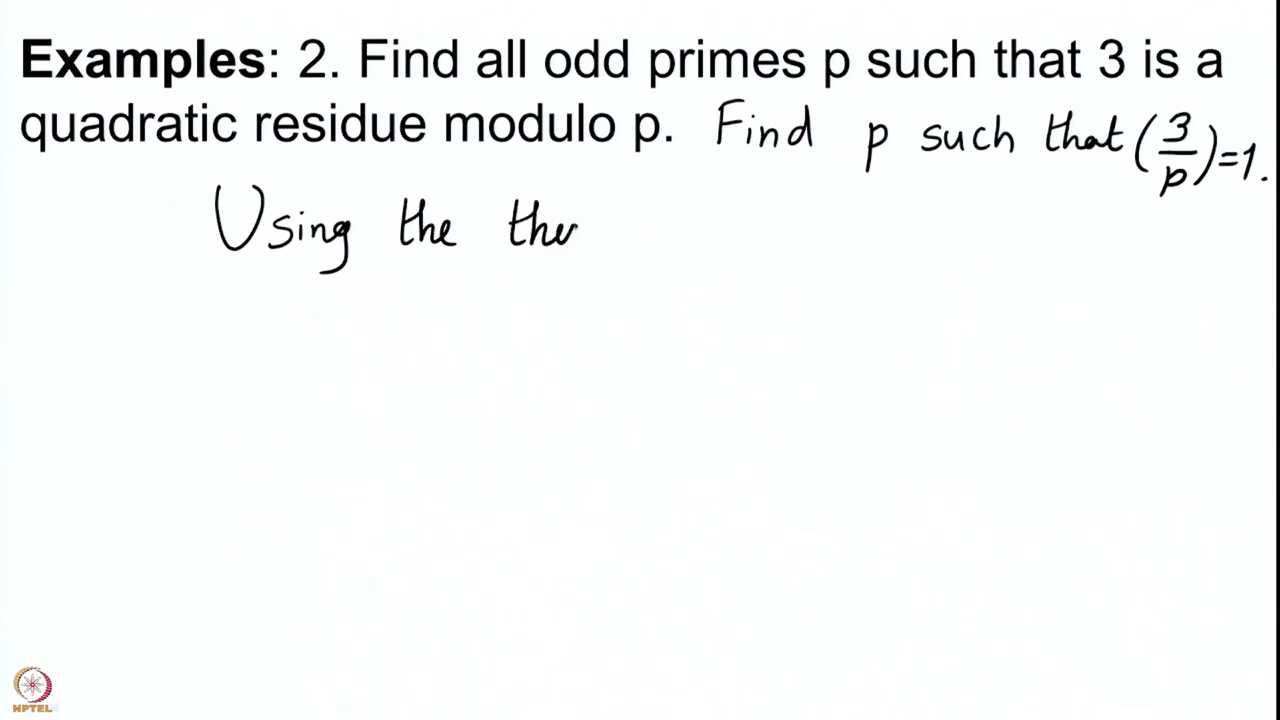 Examples: 2. Find all odd primes p such that 3 is a
quadratic residue modulo p. Find p such that (3/p)=1.
Using the the
NPTEL